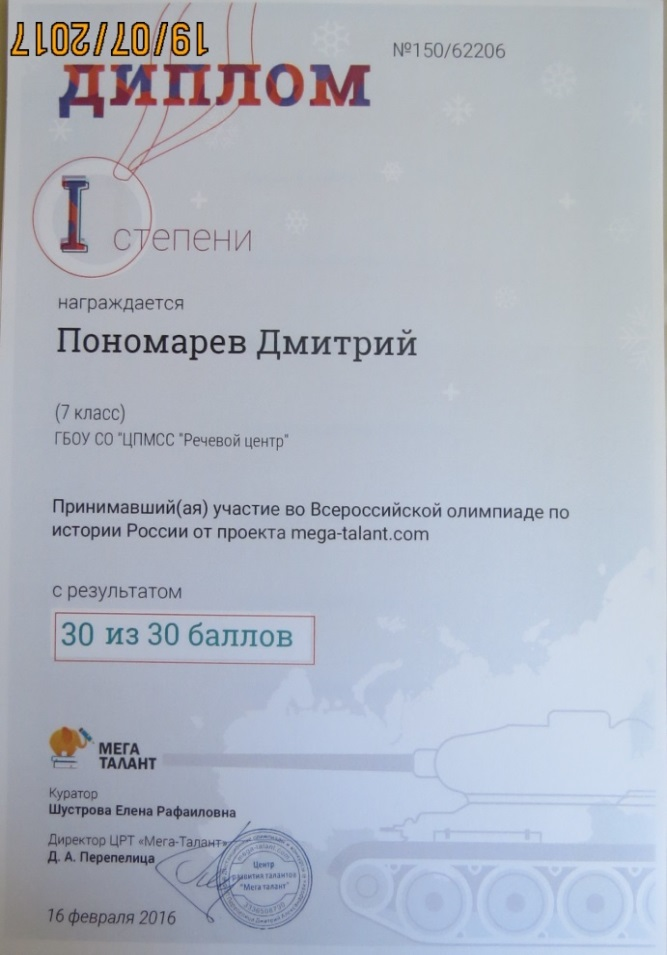 19/07/2017
№150/62206
ДИПЛОМ
I
степени
награждается
Пономарев Дмитрий
(7 класс)
ГБОУ СО "ЦПМСС "Речевой центр"
Принимавший(ая) участие во Всероссийской олимпиаде по
истории России от проекта mega-talant.com
с результатом
30 из 30 баллов
МЕГА
ТАЛАНТ
Куратор
Шустрова Елена Рафаиловна
Директор ЦРТ «Мега-Талант»
Д. А. Перепелица
Центр
развития талантов
"Мега талант"
16 февраля 2016